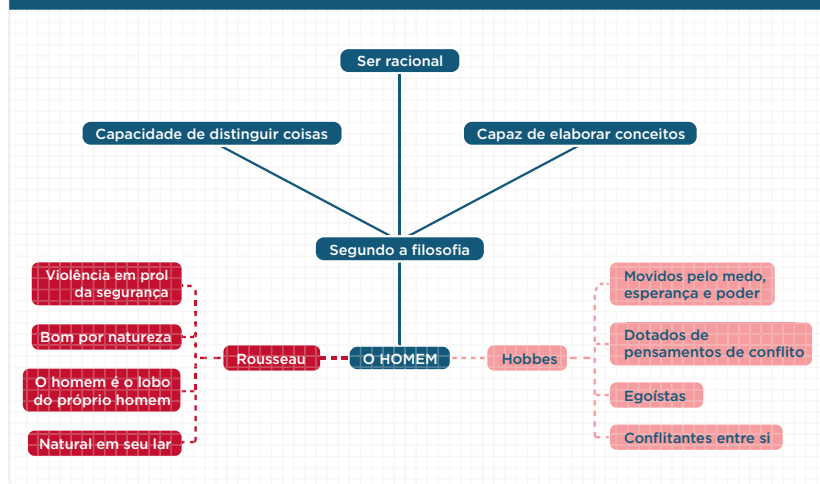 Ser racional
Capacidade de distinguir coisas
Capaz de elaborar conceitos
Segundo a filosofia
Violência em prol
da segurança
Bom por natureza
O homem é o lobo
do próprio homem
Natural em seu lar
Rousseau
O HOMEM
Hobbes
Movidos pelo medo,
esperança e poder
Dotados de
pensamentos de conflito
Egoístas
Conflitantes entre si